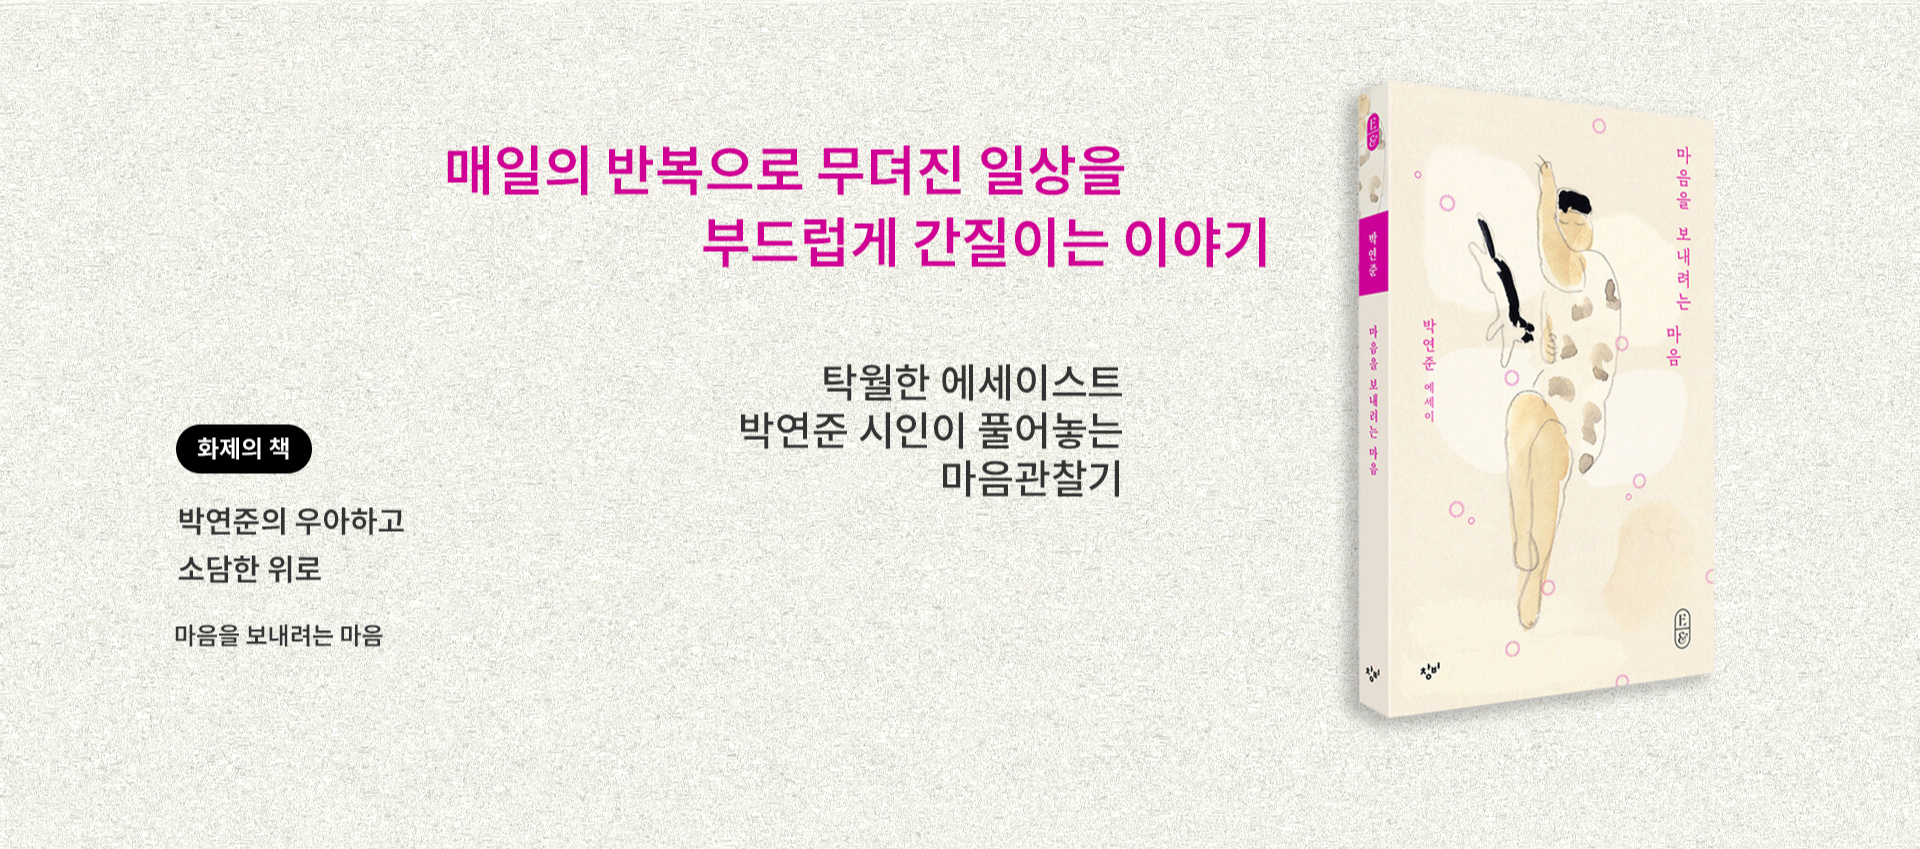 매일의 반복으로 무뎌진 일상을
부드럽게 간질이는 이야기
탁월한 에세이스트
박연준 시인이 풀어놓는
마음관찰기
화제의 책
박연준의 우아하고
소담한 위로
마음을 보내려는 마음
E
&
박연준
마음을 보내려는 마음
창비
마음을 보내려는
마음
박연준 에세이
창비
E
&